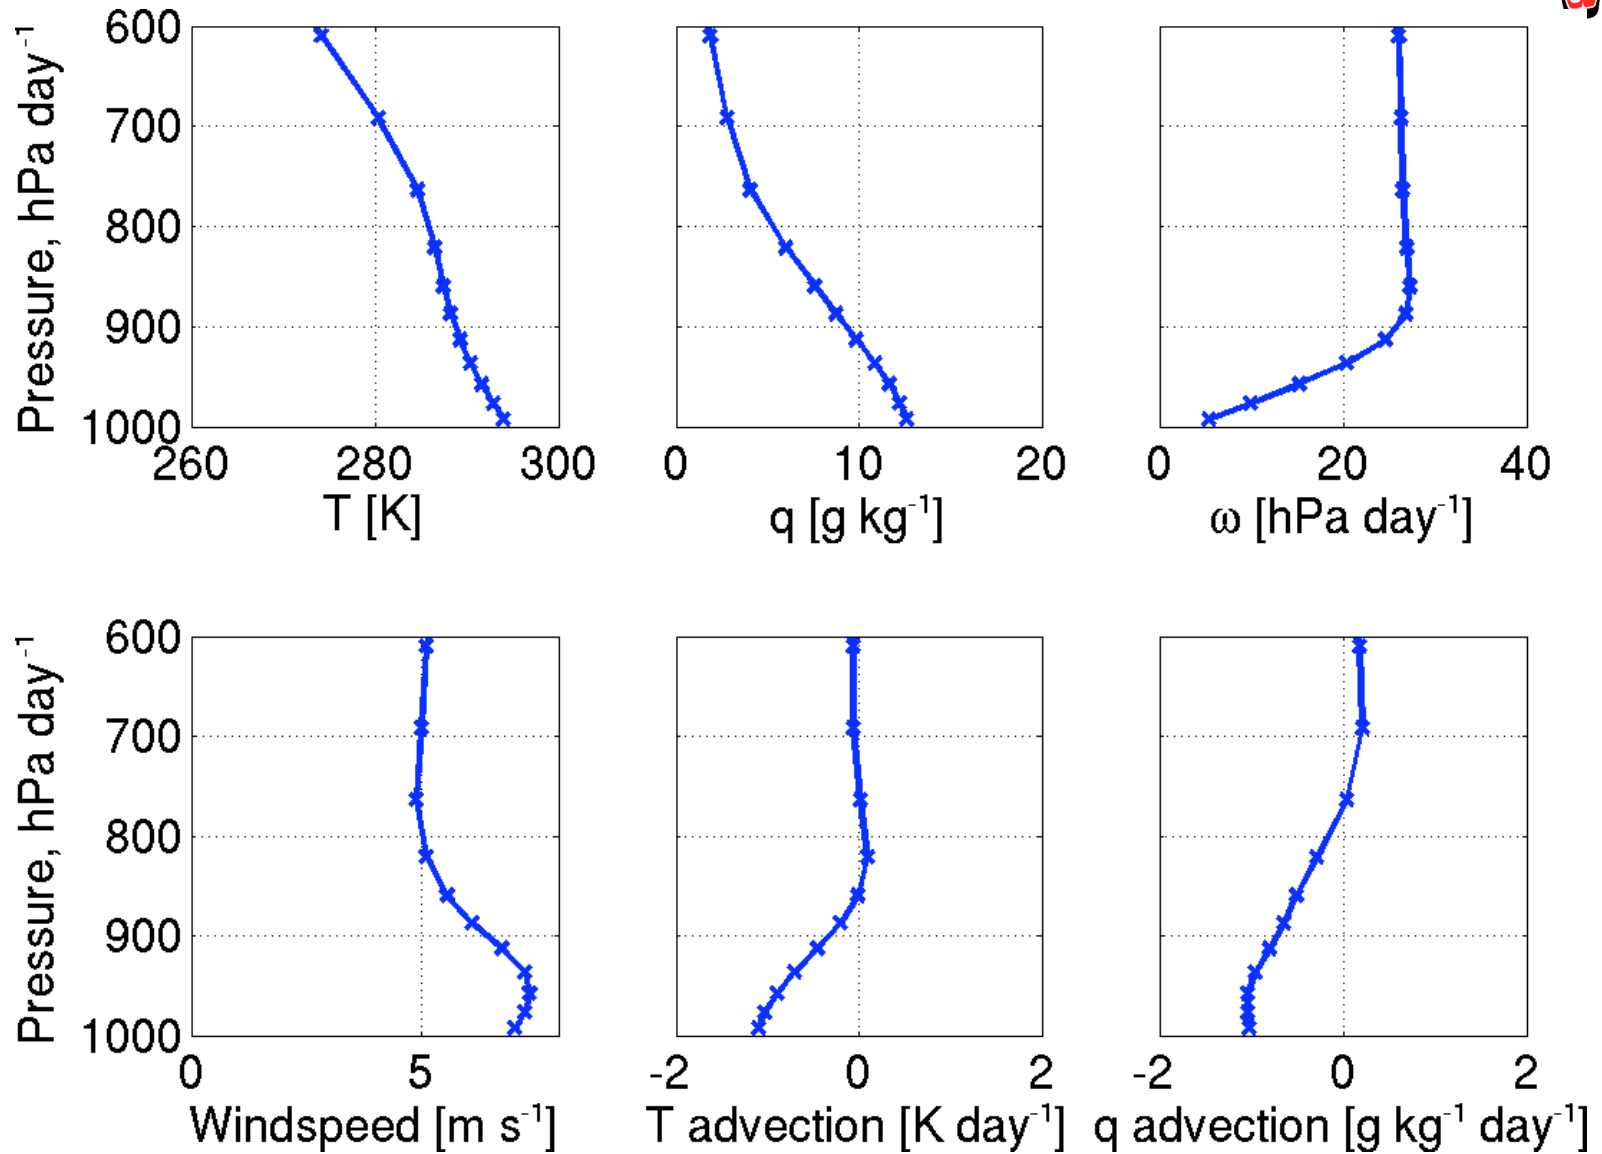 600
700
800
900
1000
Pressure, hPa day⁻¹
260 280 300
T [K]
0 10 20
q [g kg⁻¹]
0 20 40
ω [hPa day⁻¹]
600
700
800
900
1000
Pressure, hPa day⁻¹
0 5
Windspeed [m s⁻¹]
-2 0 2
T advection [K day⁻¹]
-2 0 2
q advection [g kg⁻¹ day⁻¹]